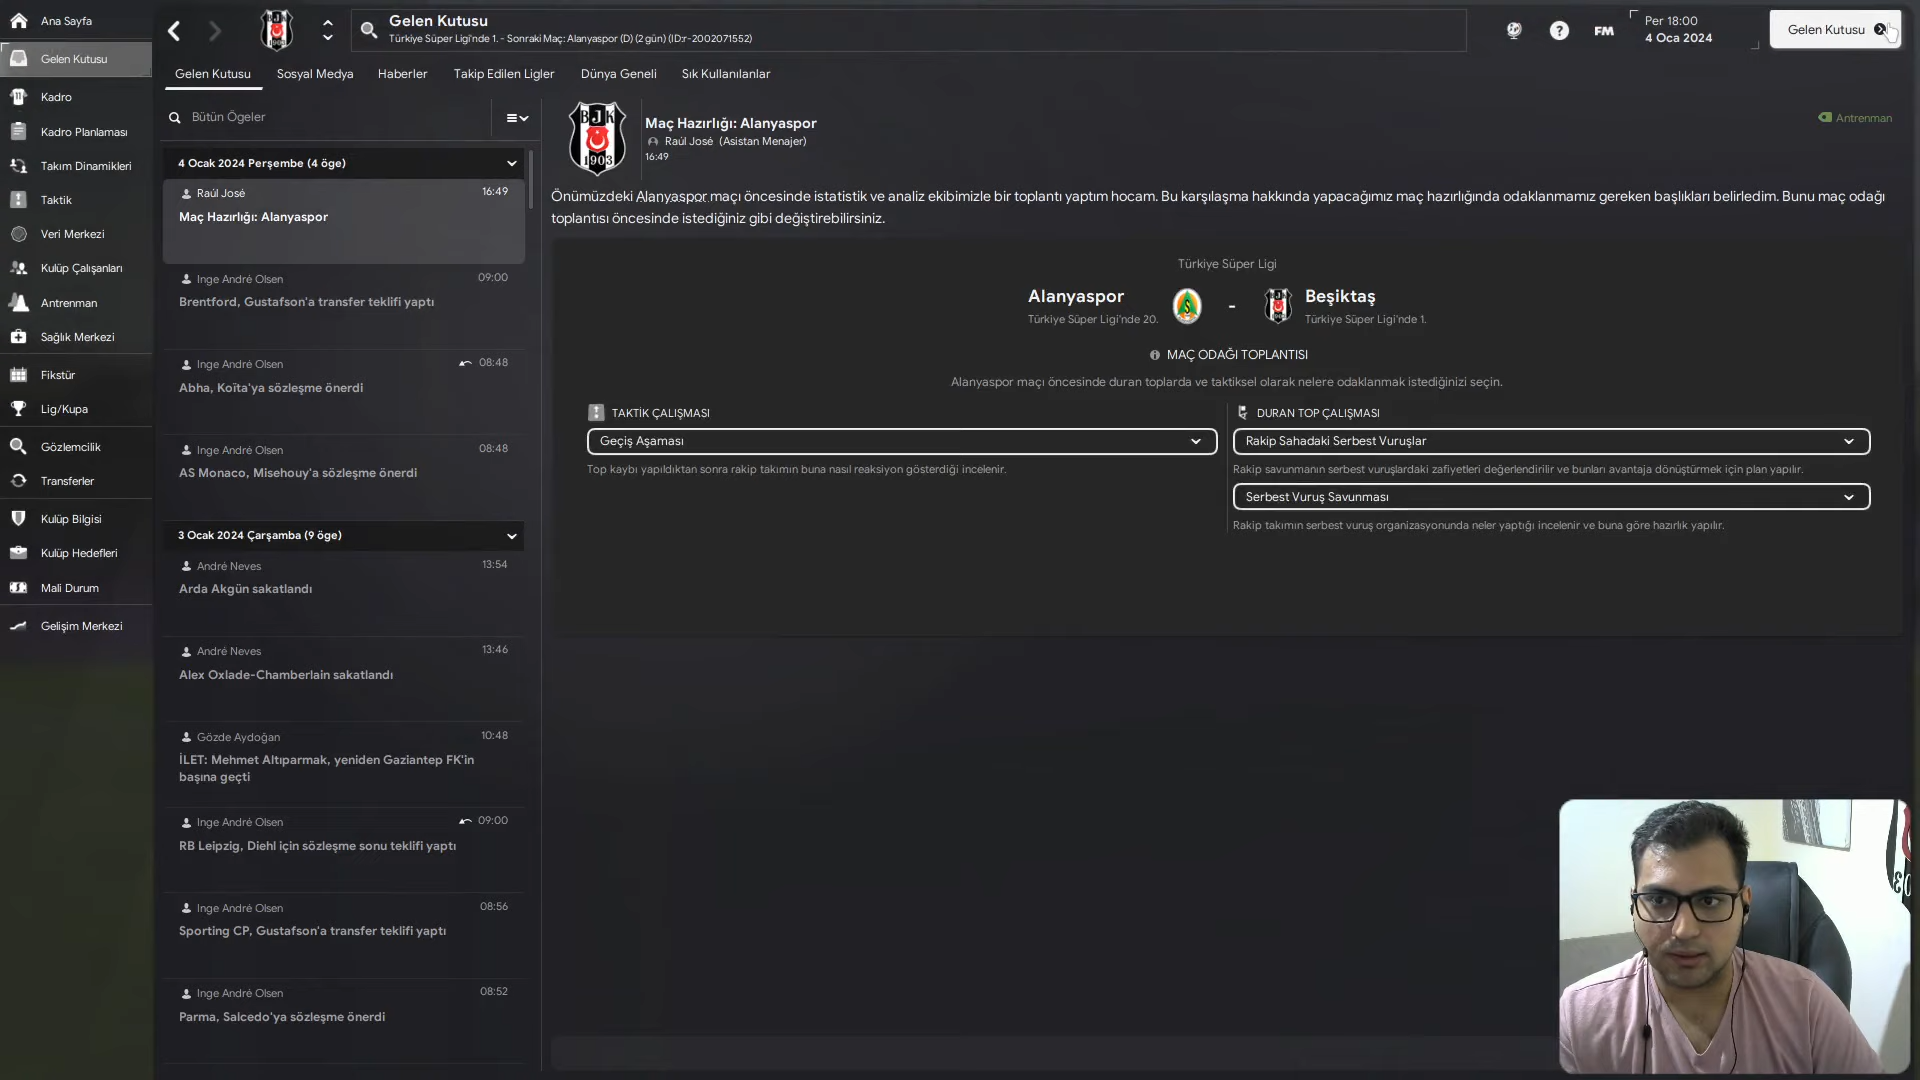 Ana Sayfa
Gelen Kutusu
Kadro
Kadro Planlaması
Takım Dinamikleri
Taktik
Veri Merkezi
Kulüp Çalışanları
Antrenman
Sağlık Merkezi
Fikstür
Lig/Kupa
Gözlemcilik
Transferler
Kulüp Bilgisi
Kulüp Hedefleri
Mali Durum
Gelişim Merkezi
Gelen Kutusu
Türkiye Süper Ligi'nde 1. - Sonraki Maç: Alanyaspor (D) (2 gün) (ID:r-2002071552)
FM
Per 18:00
4 Oca 2024
Gelen Kutusu
Gelen Kutusu Sosyal Medya Haberler Takip Edilen Ligler Dünya Geneli Sık Kullanılanlar
Bütün Ögeler
4 Ocak 2024 Perşembe (4 öge)
Raúl José 16:49
Maç Hazırlığı: Alanyaspor
Inge André Olsen 09:00
Brentford, Gustafson'a transfer teklifi yaptı
Inge André Olsen 08:48
Abha, Koïta'ya sözleşme önerdi
Inge André Olsen 08:48
AS Monaco, Misehouy'a sözleşme önerdi
3 Ocak 2024 Çarşamba (9 öge)
André Neves 13:54
Arda Akgün sakatlandı
André Neves 13:46
Alex Oxlade-Chamberlain sakatlandı
Gözde Aydoğan 10:48
İLET: Mehmet Altıparmak, yeniden Gaziantep FK'in
başına geçti
Inge André Olsen 09:00
RB Leipzig, Diehl için sözleşme sonu teklifi yaptı
Inge André Olsen 08:56
Sporting CP, Gustafson'a transfer teklifi yaptı
Inge André Olsen 08:52
Parma, Salcedo'ya sözleşme önerdi
BJK
1903
Maç Hazırlığı: Alanyaspor
Raúl José (Asistan Menajer)
16:49
Antrenman
Önümüzdeki Alanyaspor maçı öncesinde istatistik ve analiz ekibimizle bir toplantı yaptım hocam. Bu karşılaşma hakkında yapacağımız maç hazırlığında odaklanmamız gereken başlıkları belirledim. Bunu maç odağı
toplantısı öncesinde istediğiniz gibi değiştirebilirsiniz.
Türkiye Süper Ligi
Alanyaspor - Beşiktaş
Türkiye Süper Ligi'nde 20. Türkiye Süper Ligi'nde 1.
MAÇ ODAĞI TOPLANTISI
Alanyaspor maçı öncesinde duran toplarda ve taktiksel olarak nelere odaklanmak istediğinizi seçin.
TAKTİK ÇALIŞMASI
Geçiş Aşaması
Top kaybı yapıldıktan sonra rakip takımın buna nasıl reaksiyon gösterdiği incelenir.
DURAN TOP ÇALIŞMASI
Rakip Sahadaki Serbest Vuruşlar
Rakip savunmanın serbest vuruşlardaki zafiyetleri değerlendirilir ve bunları avantaja dönüştürmek için plan yapılır.
Serbest Vuruş Savunması
Rakip takımın serbest vuruş organizasyonunda neler yaptığı incelenir ve buna göre hazırlık yapılır.